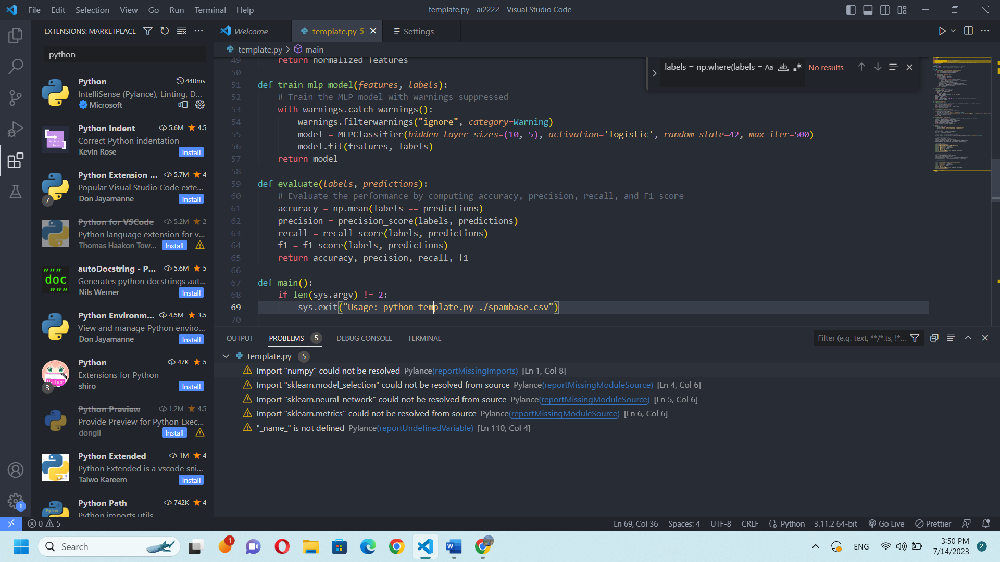 File Edit Selection View Go Run Terminal Help
template.py - ai2222 - Visual Studio Code
EXTENSIONS: MARKETPLACE
python
Python 440ms
IntelliSense (Pylance), Linting, D...
Microsoft
Python Indent 5.6M 4.5
Correct Python indentation
Kevin Rose Install
Python Extension ... 5.7M 4
Popular Visual Studio Code exte...
7 Don Jayamanne Install
Python for VSCode 5.2M 2
Python language extension for v...
Thomas Haakon Tow... Install
autoDocstring - P... 5.6M 5
Generates python docstrings aut...
Nils Werner Install
Python Environm... 4.5M 3.5
View and manage Python enviro...
Don Jayamanne Install
Python 47K 5
Extensions for Python
3 shiro Install
Python Preview 1.2M 4.5
Provide Preview for Python Exec...
dongli Install
Python Extended 1M 4
Python Extended is a vscode sni...
Taiwo Kareem Install
Python Path 742K 4
Python imports utils
Welcome template.py 5 Settings
template.py > main
labels = np.where(labels = Aa ab .* No results
49 return normalized_features
50
51 def train_mlp_model(features, labels):
52 # Train the MLP model with warnings suppressed
53 with warnings.catch_warnings():
54 warnings.filterwarnings("ignore", category=Warning)
55 model = MLPClassifier(hidden_layer_sizes=(10, 5), activation='logistic', random_state=42, max_iter=500)
56 model.fit(features, labels)
57 return model
58
59 def evaluate(labels, predictions):
60 # Evaluate the performance by computing accuracy, precision, recall, and F1 score
61 accuracy = np.mean(labels == predictions)
62 precision = precision_score(labels, predictions)
63 recall = recall_score(labels, predictions)
64 f1 = f1_score(labels, predictions)
65 return accuracy, precision, recall, f1
66
67 def main():
68 if len(sys.argv) != 2:
69 sys.exit("Usage: python template.py ./spambase.csv")
70
OUTPUT PROBLEMS 5 DEBUG CONSOLE TERMINAL
Filter (e.g. text, **/*.ts, !*...
template.py 5
Import "numpy" could not be resolved Pylance(reportMissingImports) [Ln 1, Col 8]
Import "sklearn.model_selection" could not be resolved from source Pylance(reportMissingModuleSource) [Ln 4, Col 6]
Import "sklearn.neural_network" could not be resolved from source Pylance(reportMissingModuleSource) [Ln 5, Col 6]
Import "sklearn.metrics" could not be resolved from source Pylance(reportMissingModuleSource) [Ln 6, Col 6]
"_name_" is not defined Pylance(reportUndefinedVariable) [Ln 110, Col 4]
1
0 5
Ln 69, Col 36 Spaces: 4 UTF-8 CRLF Python 3.11.2 64-bit Go Live Prettier
Search
1
ENG
3:50 PM
7/14/2023
2